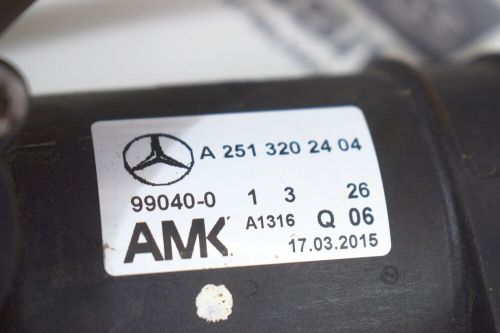 A 251 320 24 04
99040-0 1 3 26
AMK A1316 Q 06
17.03.2015